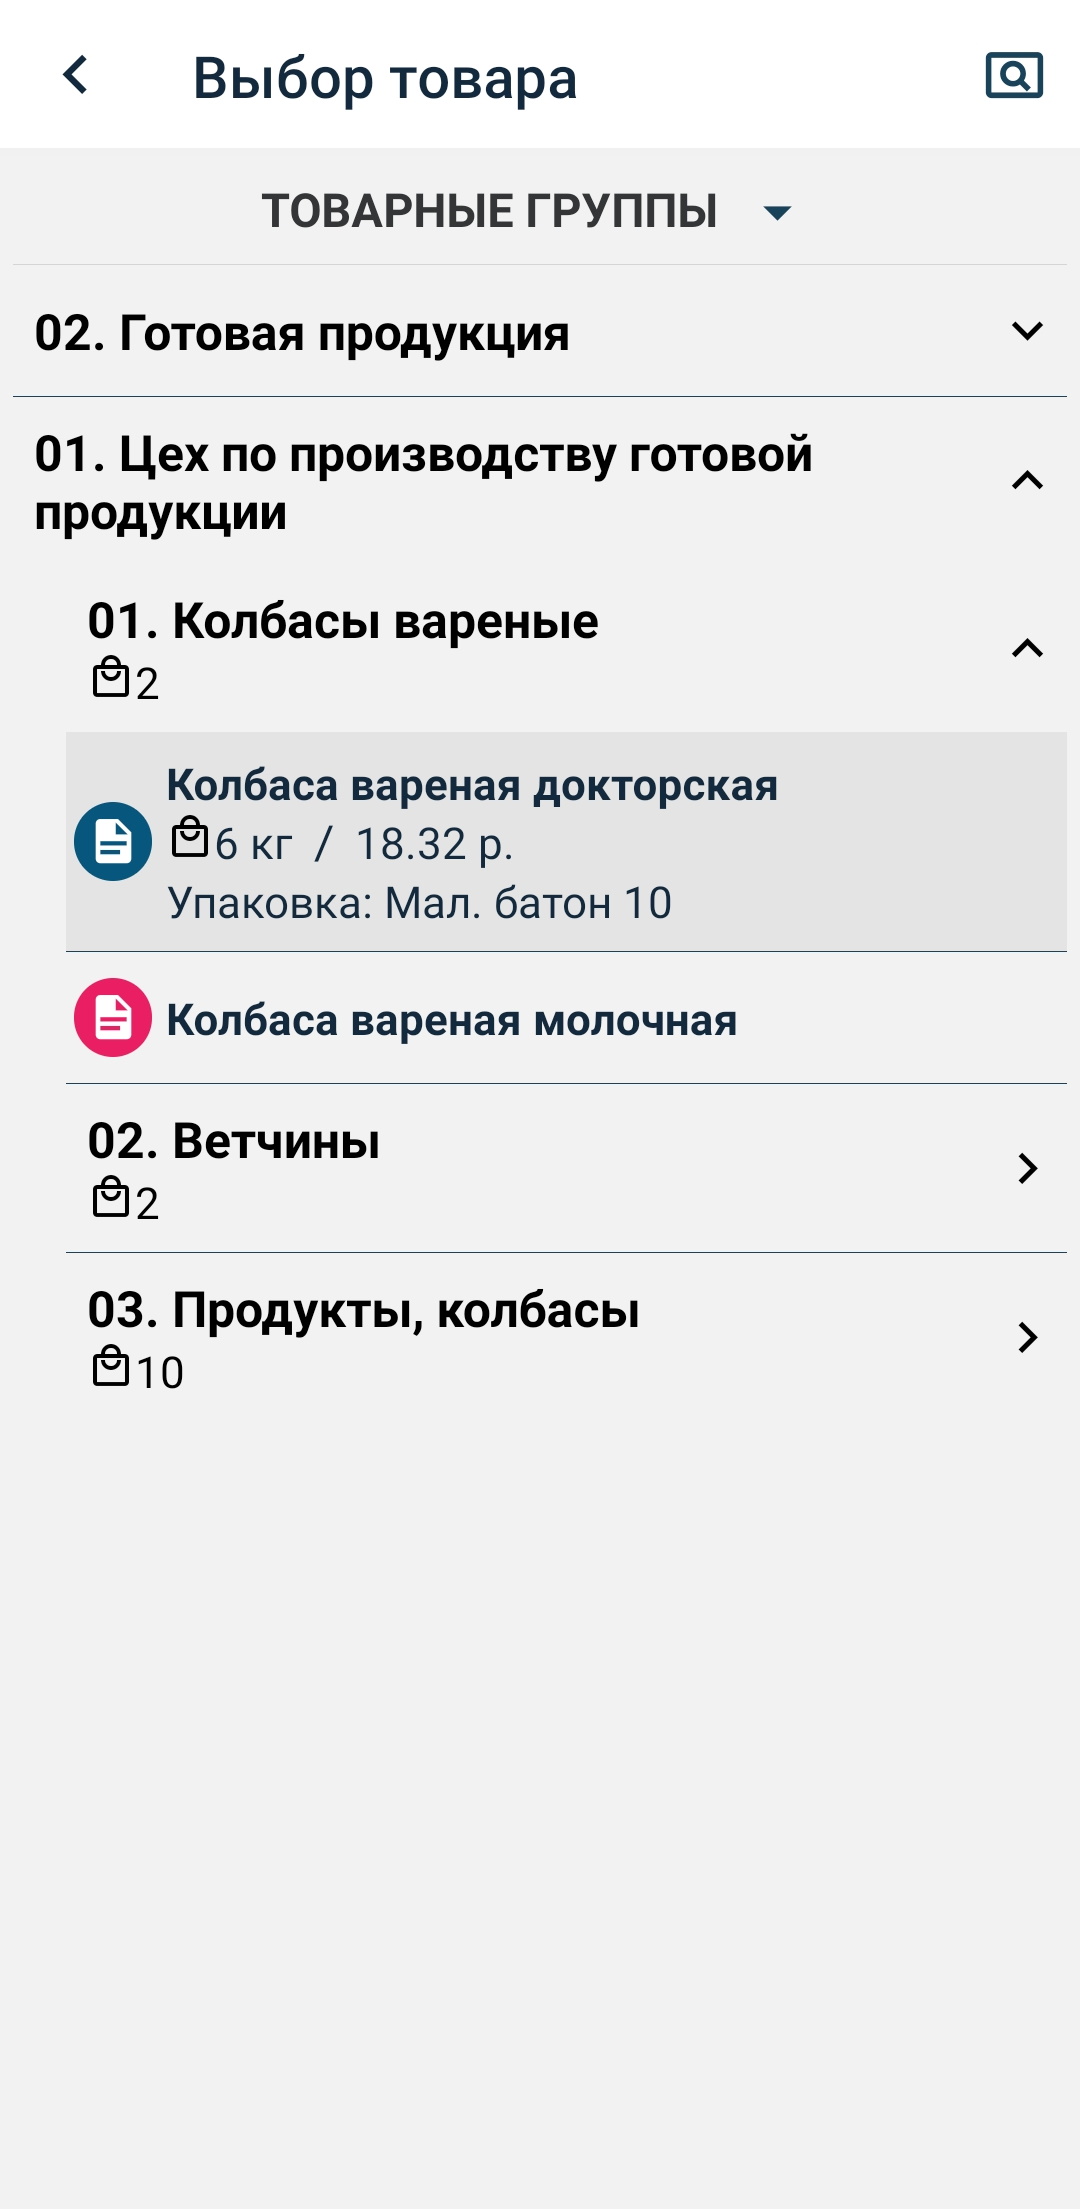 Выбор товара
ТОВАРНЫЕ ГРУППЫ
02. Готовая продукция
01. Цех по производству готовой
продукции
01. Колбасы вареные
2
Колбаса вареная докторская
6 кг / 18.32 р.
Упаковка: Мал. батон 10
Колбаса вареная молочная
02. Ветчины
2
03. Продукты, колбасы
10